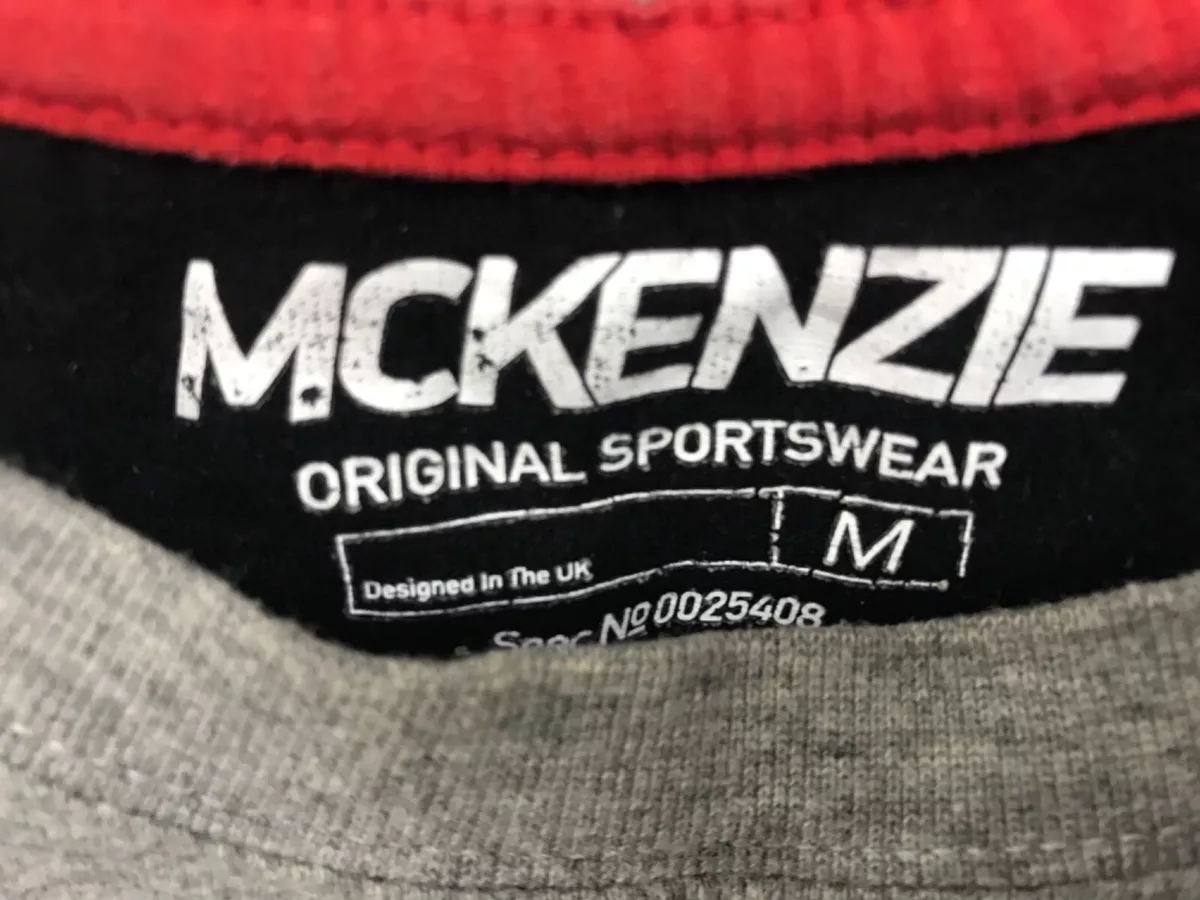 MCKENZIE
ORIGINAL SPORTSWEAR
Designed In The UK
M
Spec Nº 0025408